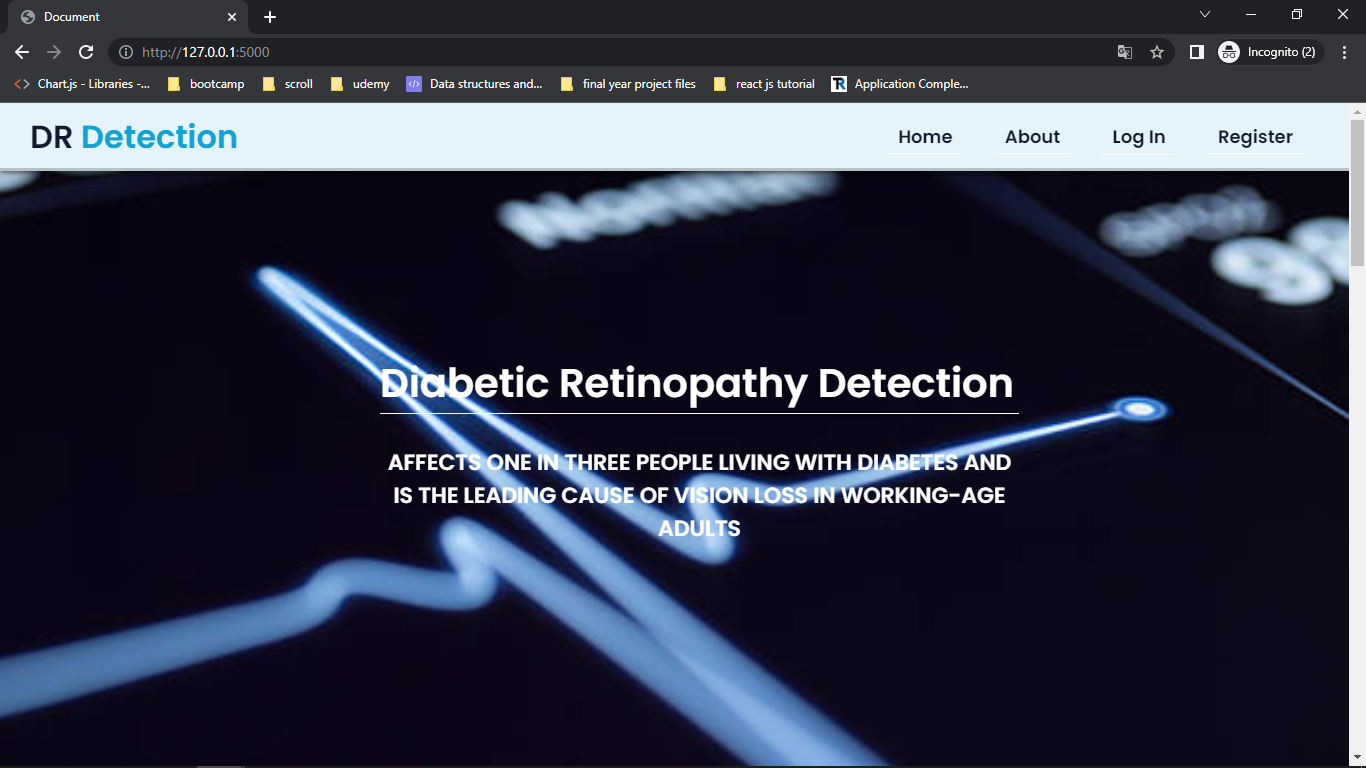 Document
http://127.0.0.1:5000
Incognito (2)
Chart.js - Libraries -...
bootcamp
scroll
udemy
Data structures and...
final year project files
react js tutorial
Application Comple...
DR Detection
Home
About
Log In
Register
Diabetic Retinopathy Detection
AFFECTS ONE IN THREE PEOPLE LIVING WITH DIABETES AND
IS THE LEADING CAUSE OF VISION LOSS IN WORKING-AGE
ADULTS